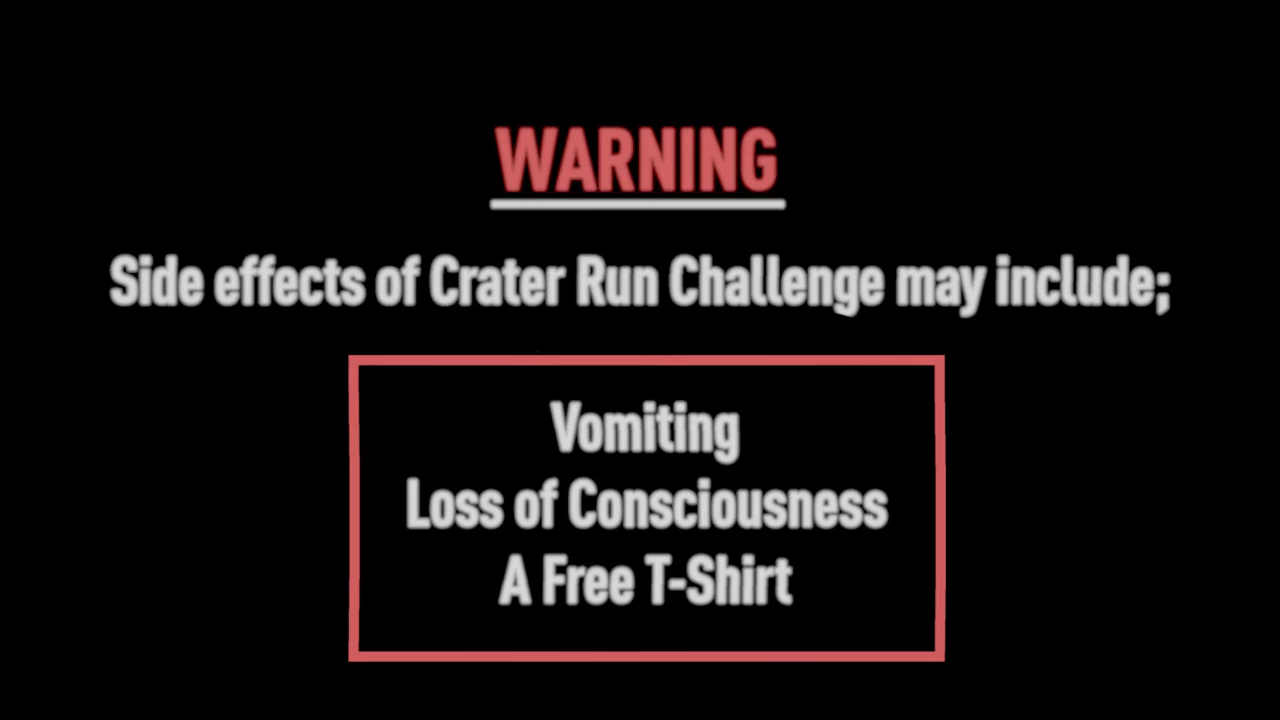 WARNING
Side effects of Crater Run Challenge may include;
Vomiting
Loss of Consciousness
A Free T-Shirt